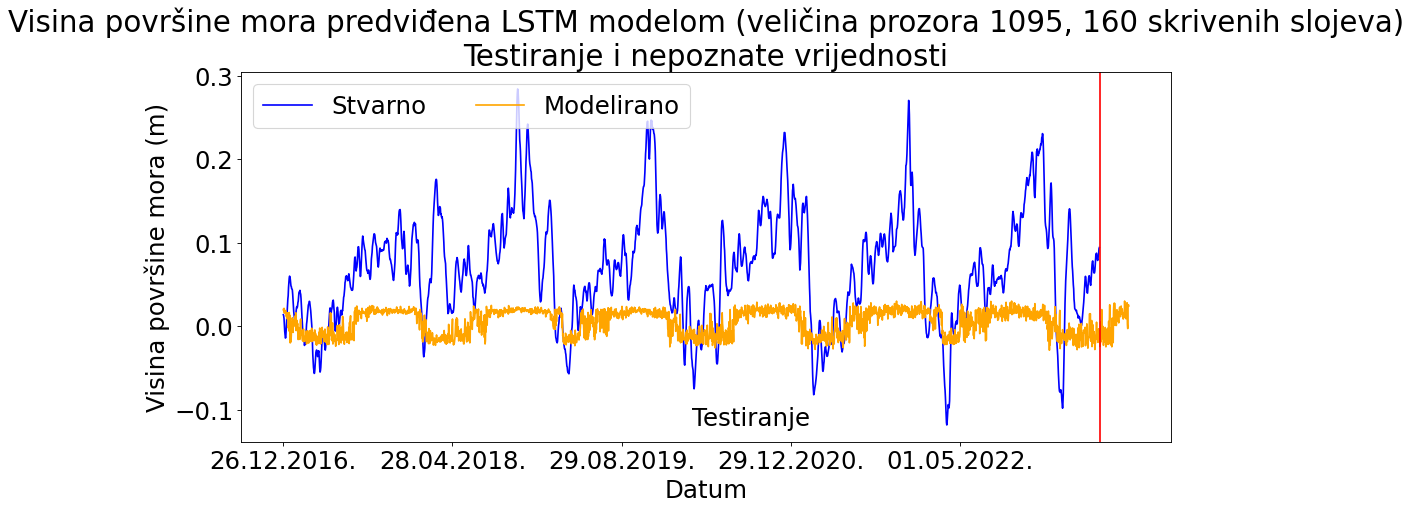 Visina površine mora predviđena LSTM modelom (veličina prozora 1095, 160 skrivenih slojeva)
Testiranje i nepoznate vrijednosti
Stvarno Modelirano
Visina površine mora (m)
0.3
0.2
0.1
0.0
−0.1
Testiranje
26.12.2016. 28.04.2018. 29.08.2019. 29.12.2020. 01.05.2022.
Datum